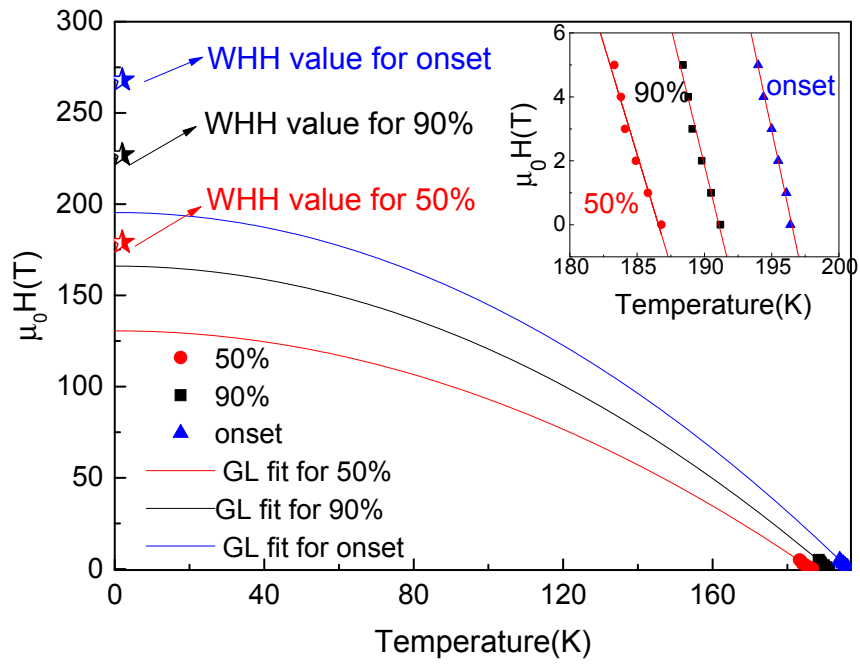 300
250
200
150
100
50
0
μ₀H(T)
WHH value for onset
WHH value for 90%
WHH value for 50%
50%
90%
onset
GL fit for 50%
GL fit for 90%
GL fit for onset
0 40 80 120 160
Temperature(K)
6
4
2
0
μ₀H(T)
90%
onset
50%
180 185 190 195 200
Temperature(K)